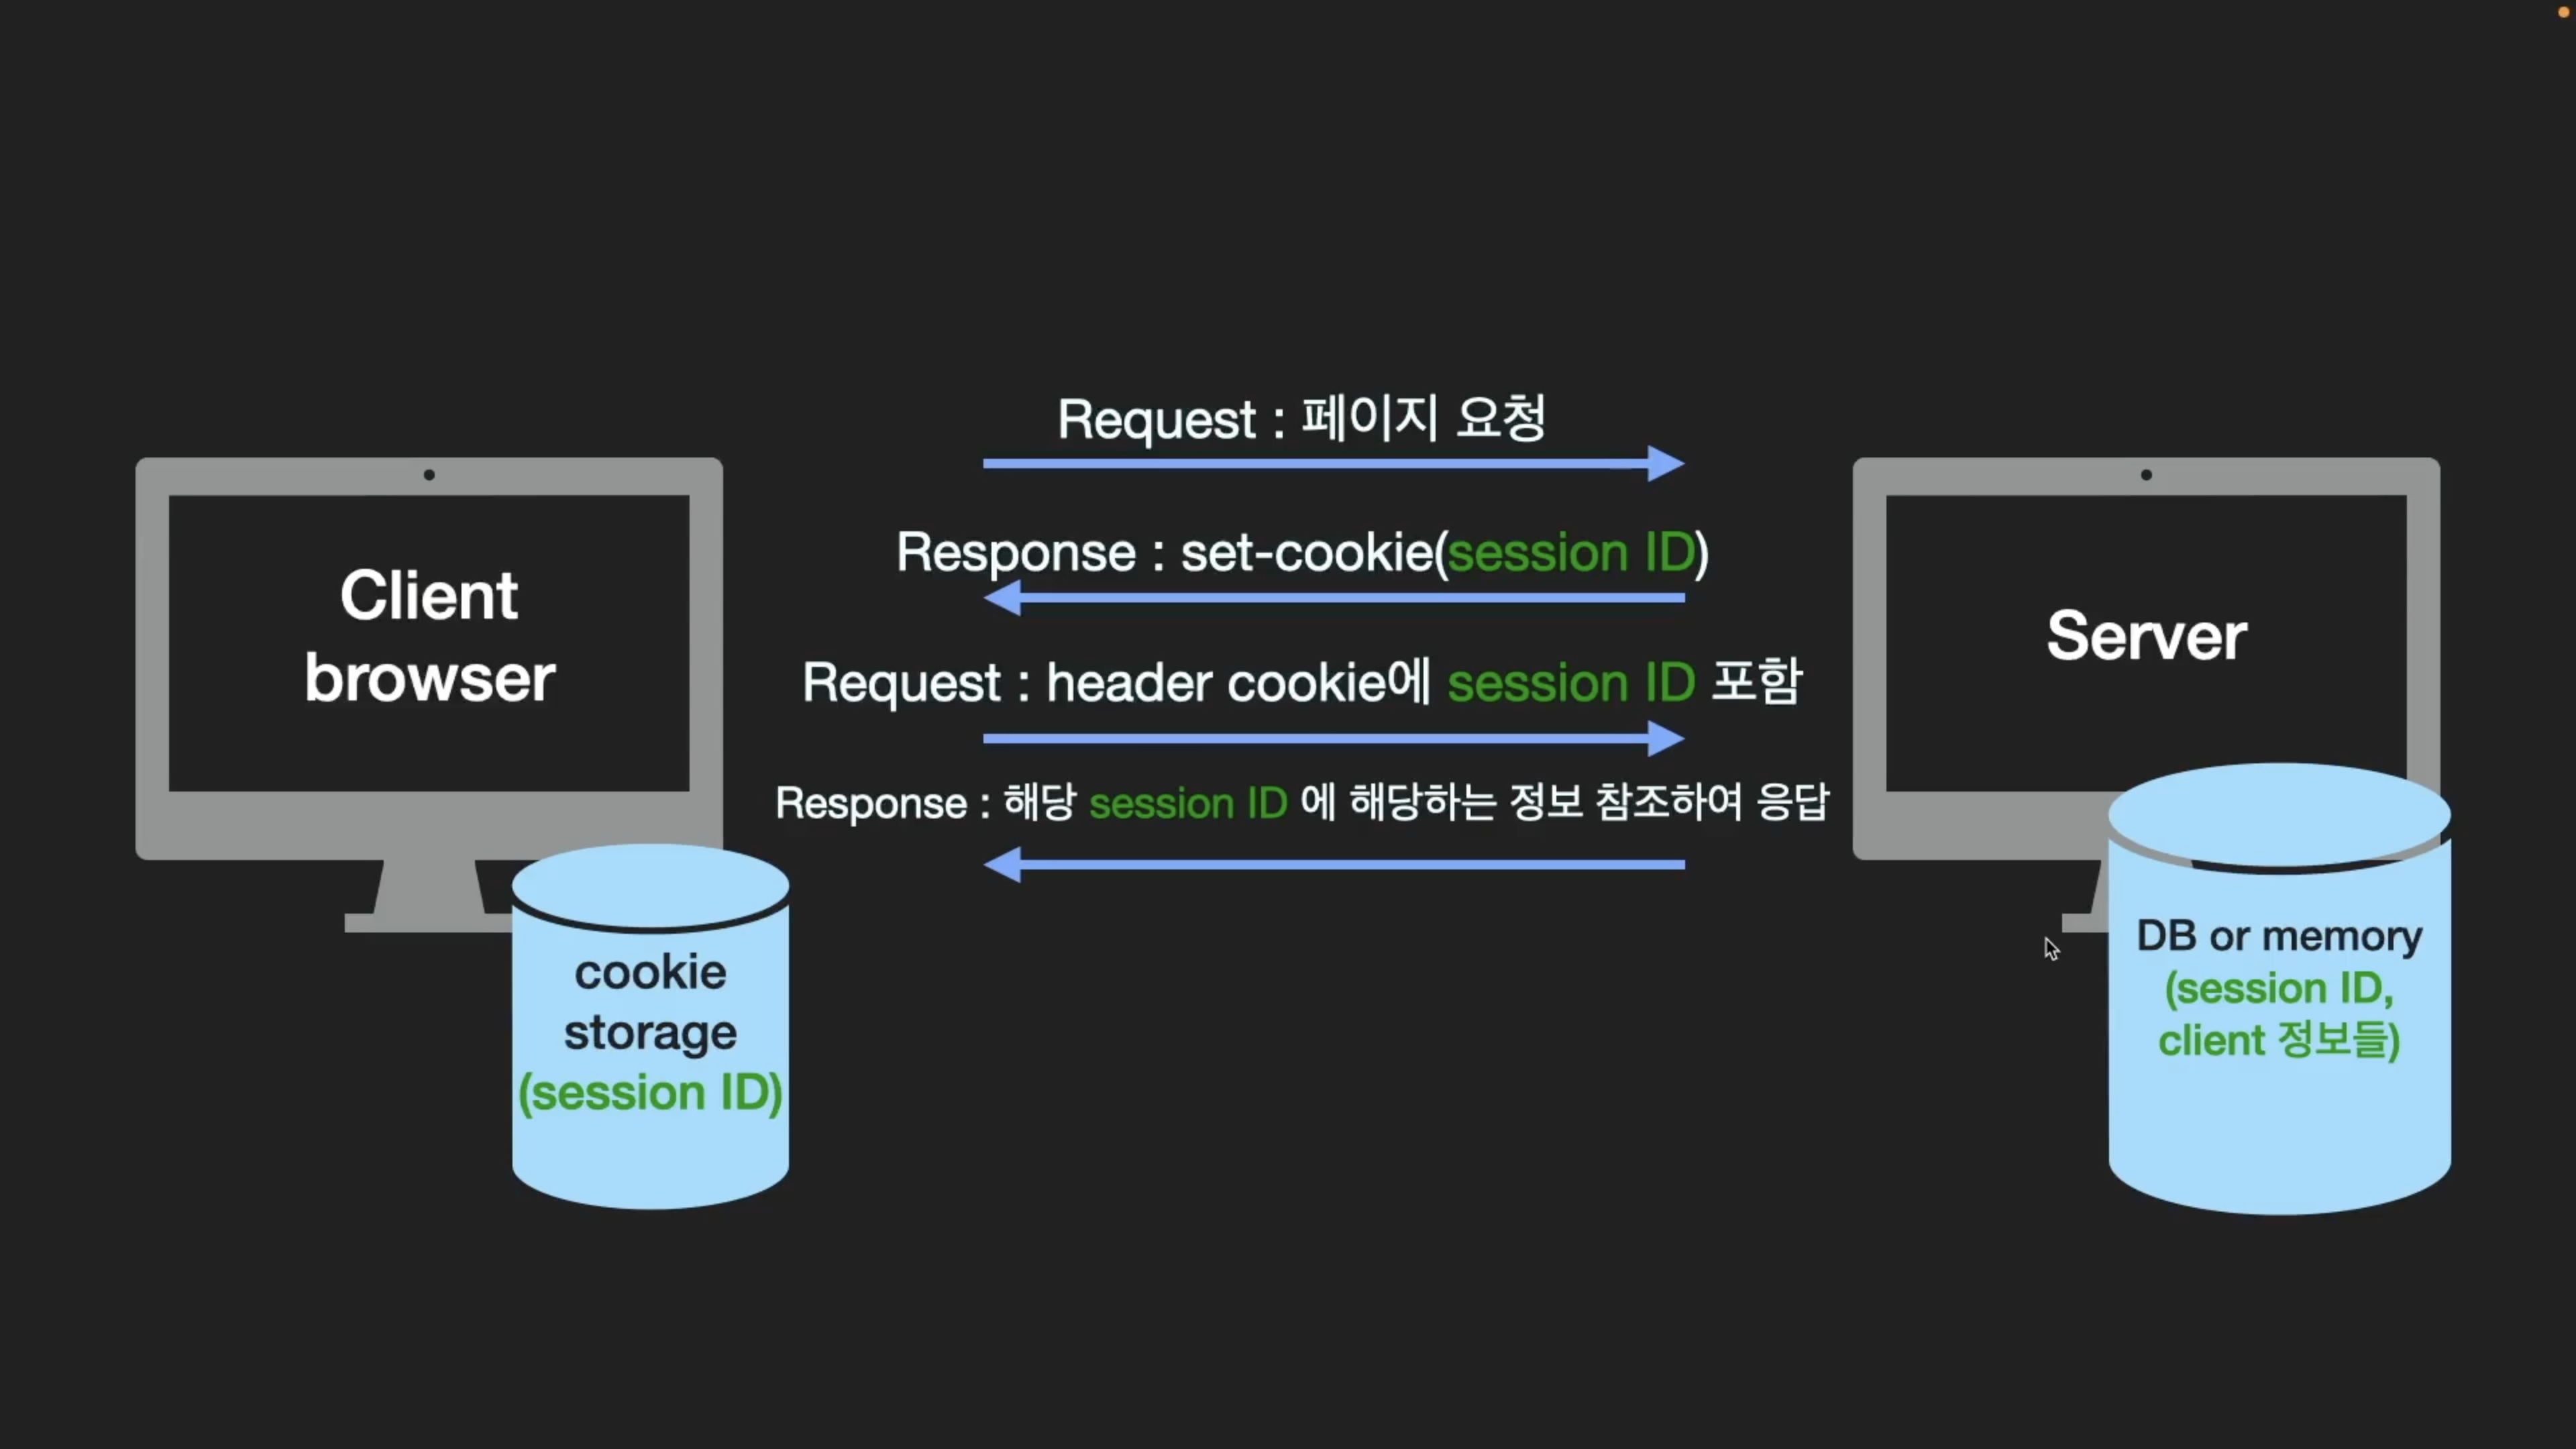 Request : 페이지 요청
Response : set-cookie(session ID)
Request : header cookie에 session ID 포함
Response : 해당 session ID 에 해당하는 정보 참조하여 응답
Client
browser
cookie
storage
(session ID)
Server
DB or memory
(session ID,
client 정보들)